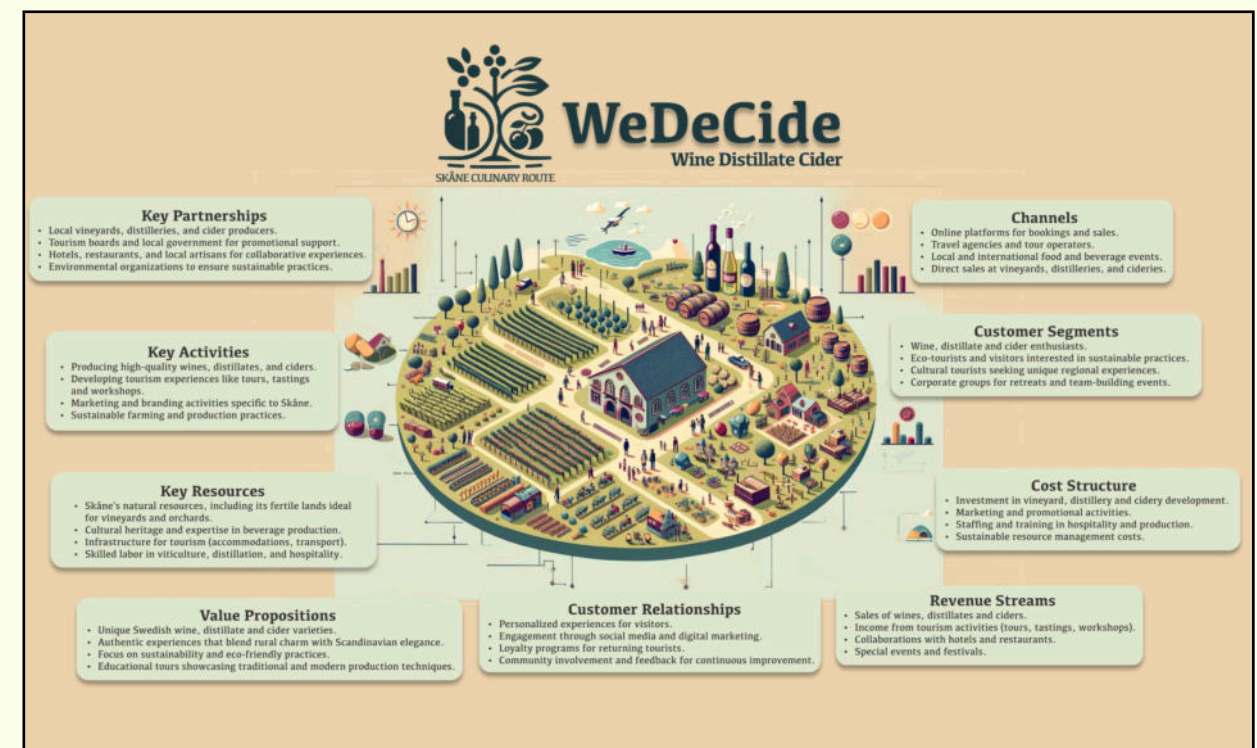 WeDeCide
Wine Distillate Cider
SKÅNE CULINARY ROUTE
Key Partnerships
• Local vineyards, distilleries, and cider producers.
• Tourism boards and local government for promotional support.
• Hotels, restaurants, and local artisans for collaborative experiences.
• Environmental organizations to ensure sustainable practices.
Key Activities
• Producing high-quality wines, distillates, and ciders.
• Developing tourism experiences like tours, tastings
and workshops.
• Marketing and branding activities specific to Skåne.
• Sustainable farming and production practices.
Key Resources
• Skåne's natural resources, including its fertile lands ideal
for vineyards and orchards.
• Cultural heritage and expertise in beverage production.
• Infrastructure for tourism (accommodations, transport).
• Skilled labor in viticulture, distillation, and hospitality.
Value Propositions
• Unique Swedish wine, distillate and cider varieties.
• Authentic experiences that blend rural charm with Scandinavian elegance.
• Focus on sustainability and eco-friendly practices.
• Educational tours showcasing traditional and modern production techniques.
Customer Relationships
• Personalized experiences for visitors.
• Engagement through social media and digital marketing.
• Loyalty programs for returning tourists.
• Community involvement and feedback for continuous improvement.
Channels
• Online platforms for bookings and sales.
• Travel agencies and tour operators.
• Local and international food and beverage events.
• Direct sales at vineyards, distilleries, and cideries.
Customer Segments
• Wine, distillate and cider enthusiasts.
• Eco-tourists and visitors interested in sustainable practices.
• Cultural tourists seeking unique regional experiences.
• Corporate groups for retreats and team-building events.
Cost Structure
• Investment in vineyard, distillery and cidery development.
• Marketing and promotional activities.
• Staffing and training in hospitality and production.
• Sustainable resource management costs.
Revenue Streams
• Sales of wines, distillates and ciders.
• Income from tourism activities (tours, tastings, workshops).
• Collaborations with hotels and restaurants.
• Special events and festivals.